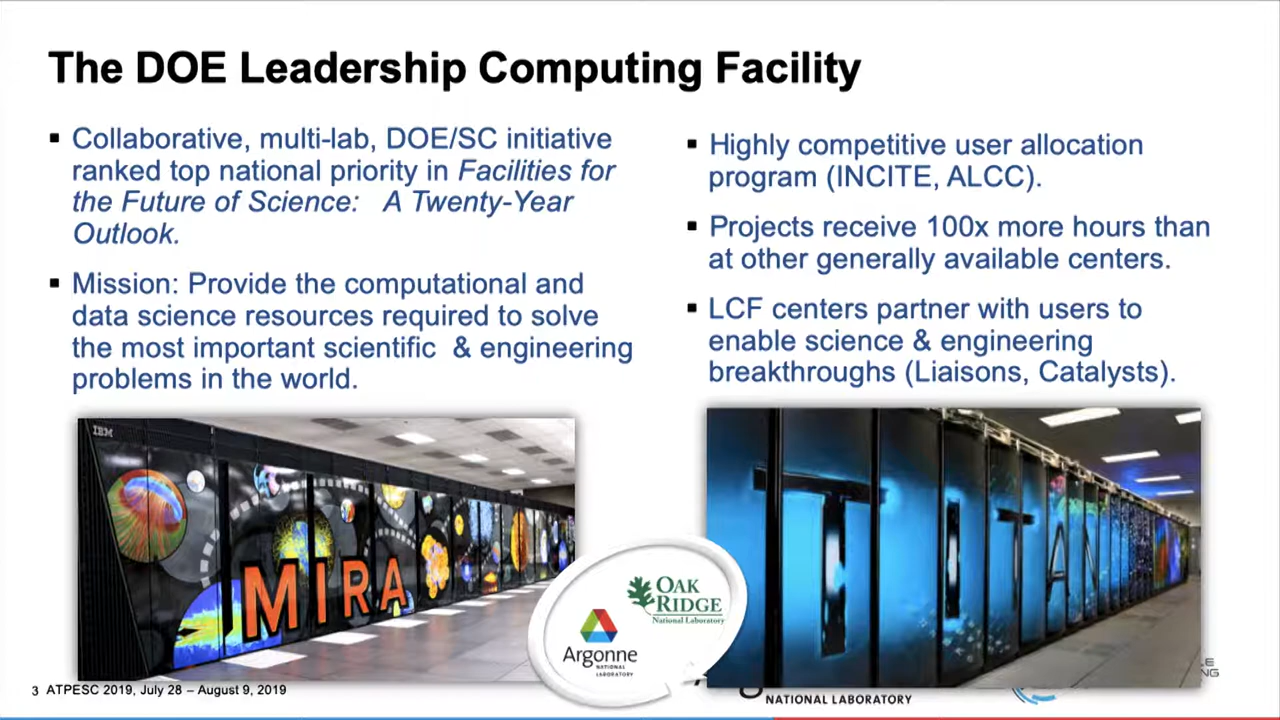 The DOE Leadership Computing Facility
▪ Collaborative, multi-lab, DOE/SC initiative
ranked top national priority in Facilities for
the Future of Science: A Twenty-Year
Outlook.
▪ Mission: Provide the computational and
data science resources required to solve
the most important scientific & engineering
problems in the world.
▪ Highly competitive user allocation
program (INCITE, ALCC).
▪ Projects receive 100x more hours than
at other generally available centers.
▪ LCF centers partner with users to
enable science & engineering
breakthroughs (Liaisons, Catalysts).
IBM
MIRA
TITAN
OAK
RIDGE
National Laboratory
Argonne
NATIONAL
LABORATORY
3 ATPESC 2019, July 28 – August 9, 2019
NATIONAL LABORATORY